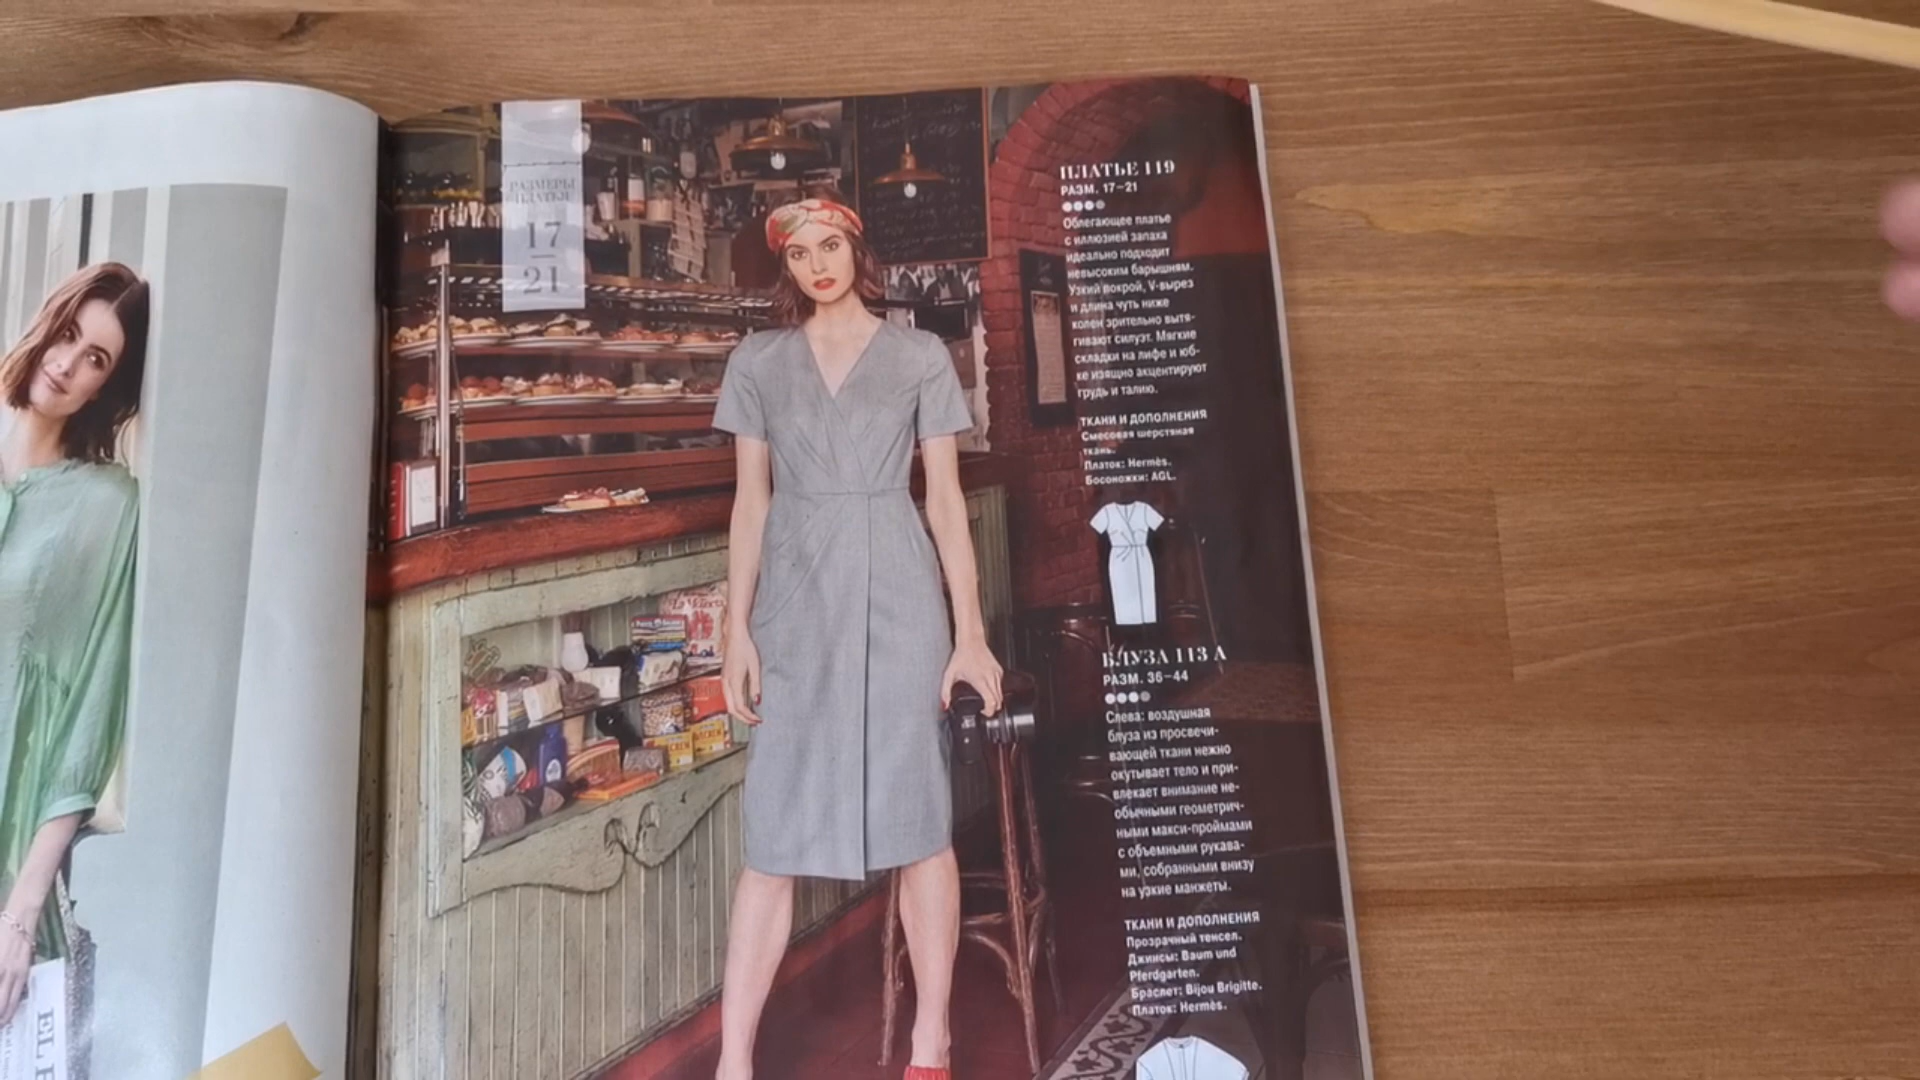 РАЗМЕРЫ
ПЛАТЬЯ
17
21
ПЛАТЬЕ 119
РАЗМ. 17–21
Облегающее платье
с иллюзией запаха
идеально подходит
невысоким барышням.
Узкий покрой, V-вырез
и длина чуть ниже
колен зрительно вытя-
гивают силуэт. Мягкие
складки на лифе и юб-
ке изящно акцентируют
грудь и талию.
ТКАНИ И ДОПОЛНЕНИЯ
Смесовая шерстяная
ткань.
Платок: Hermès.
Босоножки: AGL.
БЛУЗА 113 A
РАЗМ. 36–44
Слева: воздушная
блуза из просвечи-
вающей ткани нежно
окутывает тело и при-
влекает внимание не-
обычными геометрич-
ными макси-проймами
с объемными рукава-
ми, собранными внизу
на узкие манжеты.
ТКАНИ И ДОПОЛНЕНИЯ
Прозрачный тенсел.
Джинсы: Baum und
Pferdgarten.
Браслет: Bijou Brigitte.
Платок: Hermès.